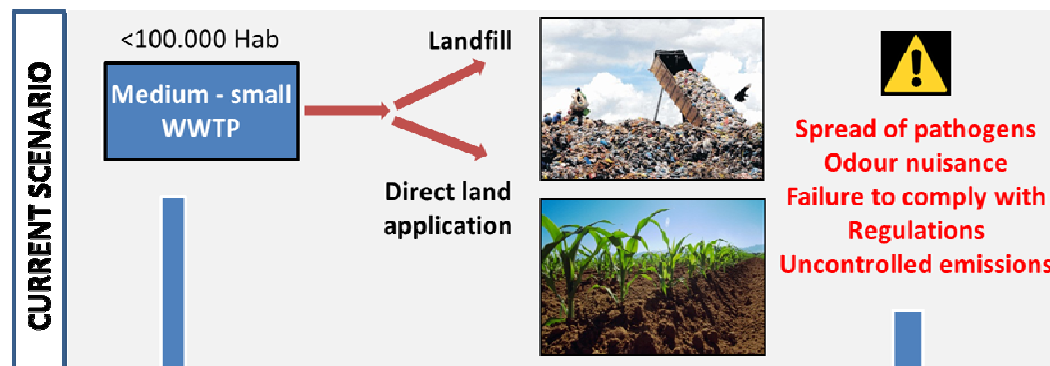 CURRENT SCENARIO
<100.000 Hab
Medium - small
WWTP
Landfill
Direct land
application
Spread of pathogens
Odour nuisance
Failure to comply with
Regulations
Uncontrolled emissions